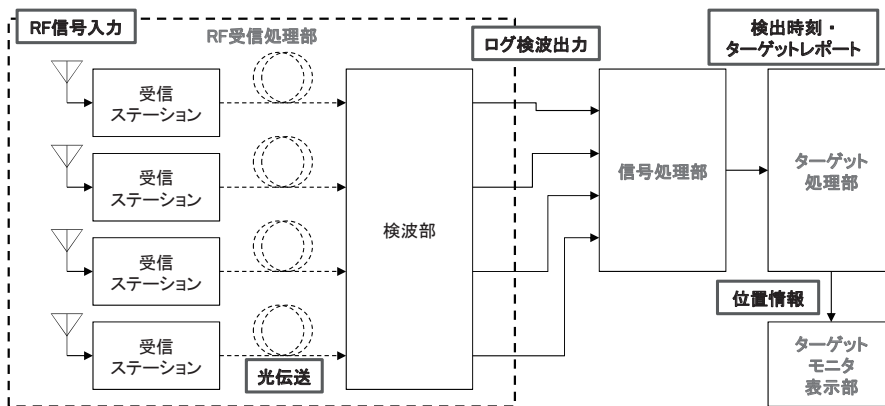 RF信号入力
RF受信処理部
ログ検波出力
検出時刻・
ターゲットレポート
受信
ステーション
受信
ステーション
受信
ステーション
受信
ステーション
光伝送
検波部
信号処理部
ターゲット
処理部
位置情報
ターゲット
モニタ
表示部